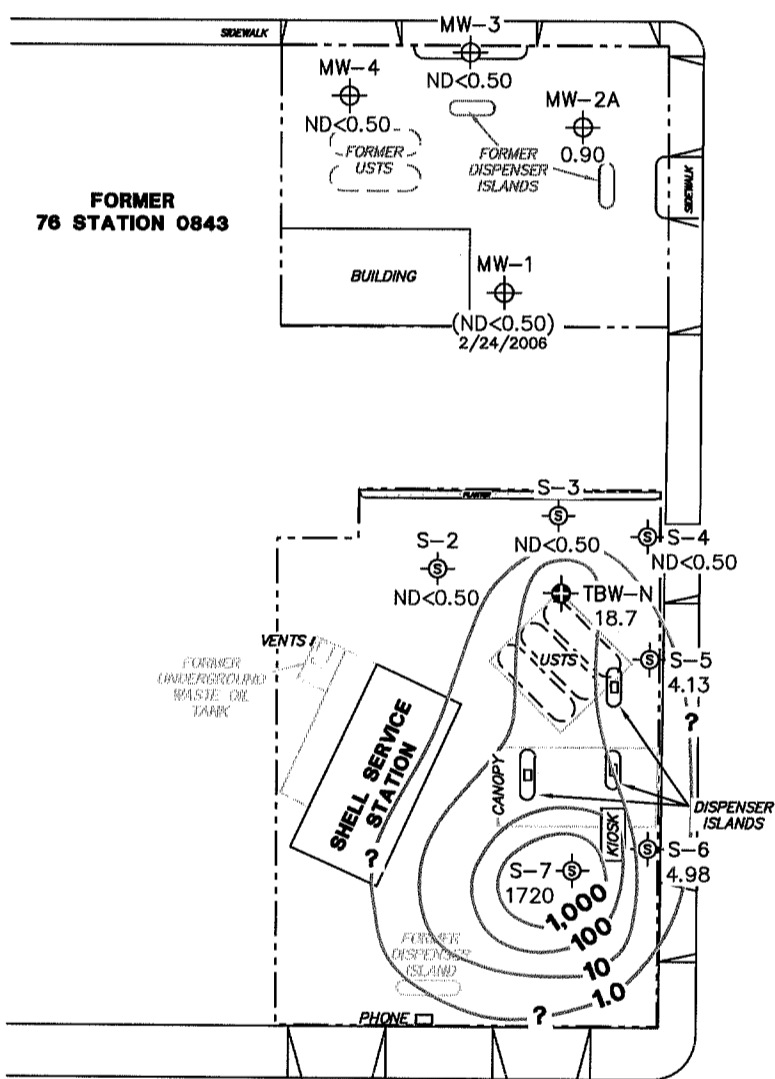 SIDEWALK
MW-3
ND<0.50
MW-4
ND<0.50
MW-2A
0.90
FORMER
USTS
FORMER
DISPENSER
ISLANDS
SIDEWALK
FORMER
76 STATION 0843
BUILDING
MW-1
(ND<0.50)
2/24/2006
PLANTER
S-3
ND<0.50
S-4
ND<0.50
S-2
ND<0.50
TBW-N
18.7
VENTS
FORMER
UNDERGROUND
WASTE OIL
TANK
USTS
S-5
4.13
?
SHELL SERVICE
STATION
CANOPY
DISPENSER
ISLANDS
KIOSK
?
S-6
4.98
S-7
1720
1,000
100
10
1.0
FORMER
DISPENSER
ISLAND
PHONE
?